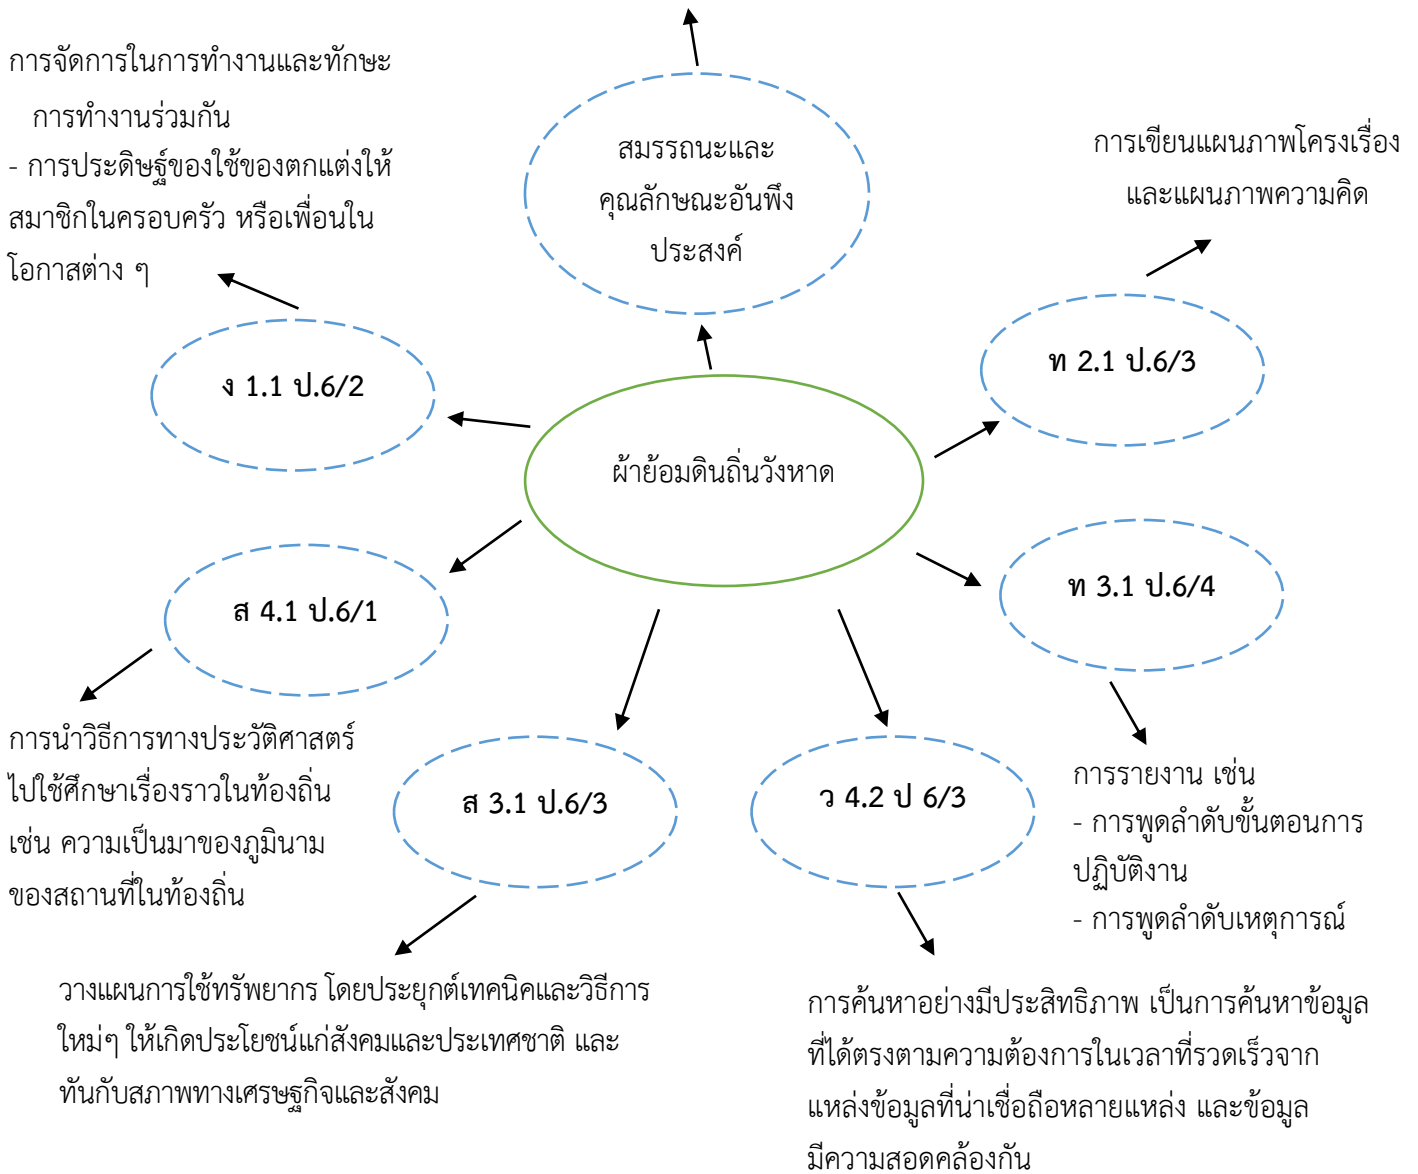 การจัดการในการทำงานและทักษะ
การทำงานร่วมกัน
- การประดิษฐ์ของใช้ของตกแต่งให้
สมาชิกในครอบครัว หรือเพื่อนใน
โอกาสต่าง ๆ
สมรรถนะและ
คุณลักษณะอันพึง
ประสงค์
การเขียนแผนภาพโครงเรื่อง
และแผนภาพความคิด
ง 1.1 ป.6/2
ท 2.1 ป.6/3
ผ้าย้อมดินถิ่นวังหาด
ส 4.1 ป.6/1
ท 3.1 ป.6/4
การนำวิธีการทางประวัติศาสตร์
ไปใช้ศึกษาเรื่องราวในท้องถิ่น
เช่น ความเป็นมาของภูมินาม
ของสถานที่ในท้องถิ่น
ส 3.1 ป.6/3
ว 4.2 ป 6/3
การรายงาน เช่น
- การพูดลำดับขั้นตอนการ
ปฏิบัติงาน
- การพูดลำดับเหตุการณ์
วางแผนการใช้ทรัพยากร โดยประยุกต์เทคนิคและวิธีการ
ใหม่ๆ ให้เกิดประโยชน์แก่สังคมและประเทศชาติ และ
ทันกับสภาพทางเศรษฐกิจและสังคม
การค้นหาอย่างมีประสิทธิภาพ เป็นการค้นหาข้อมูล
ที่ได้ตรงตามความต้องการในเวลาที่รวดเร็วจาก
แหล่งข้อมูลที่น่าเชื่อถือหลายแหล่ง และข้อมูล
มีความสอดคล้องกัน